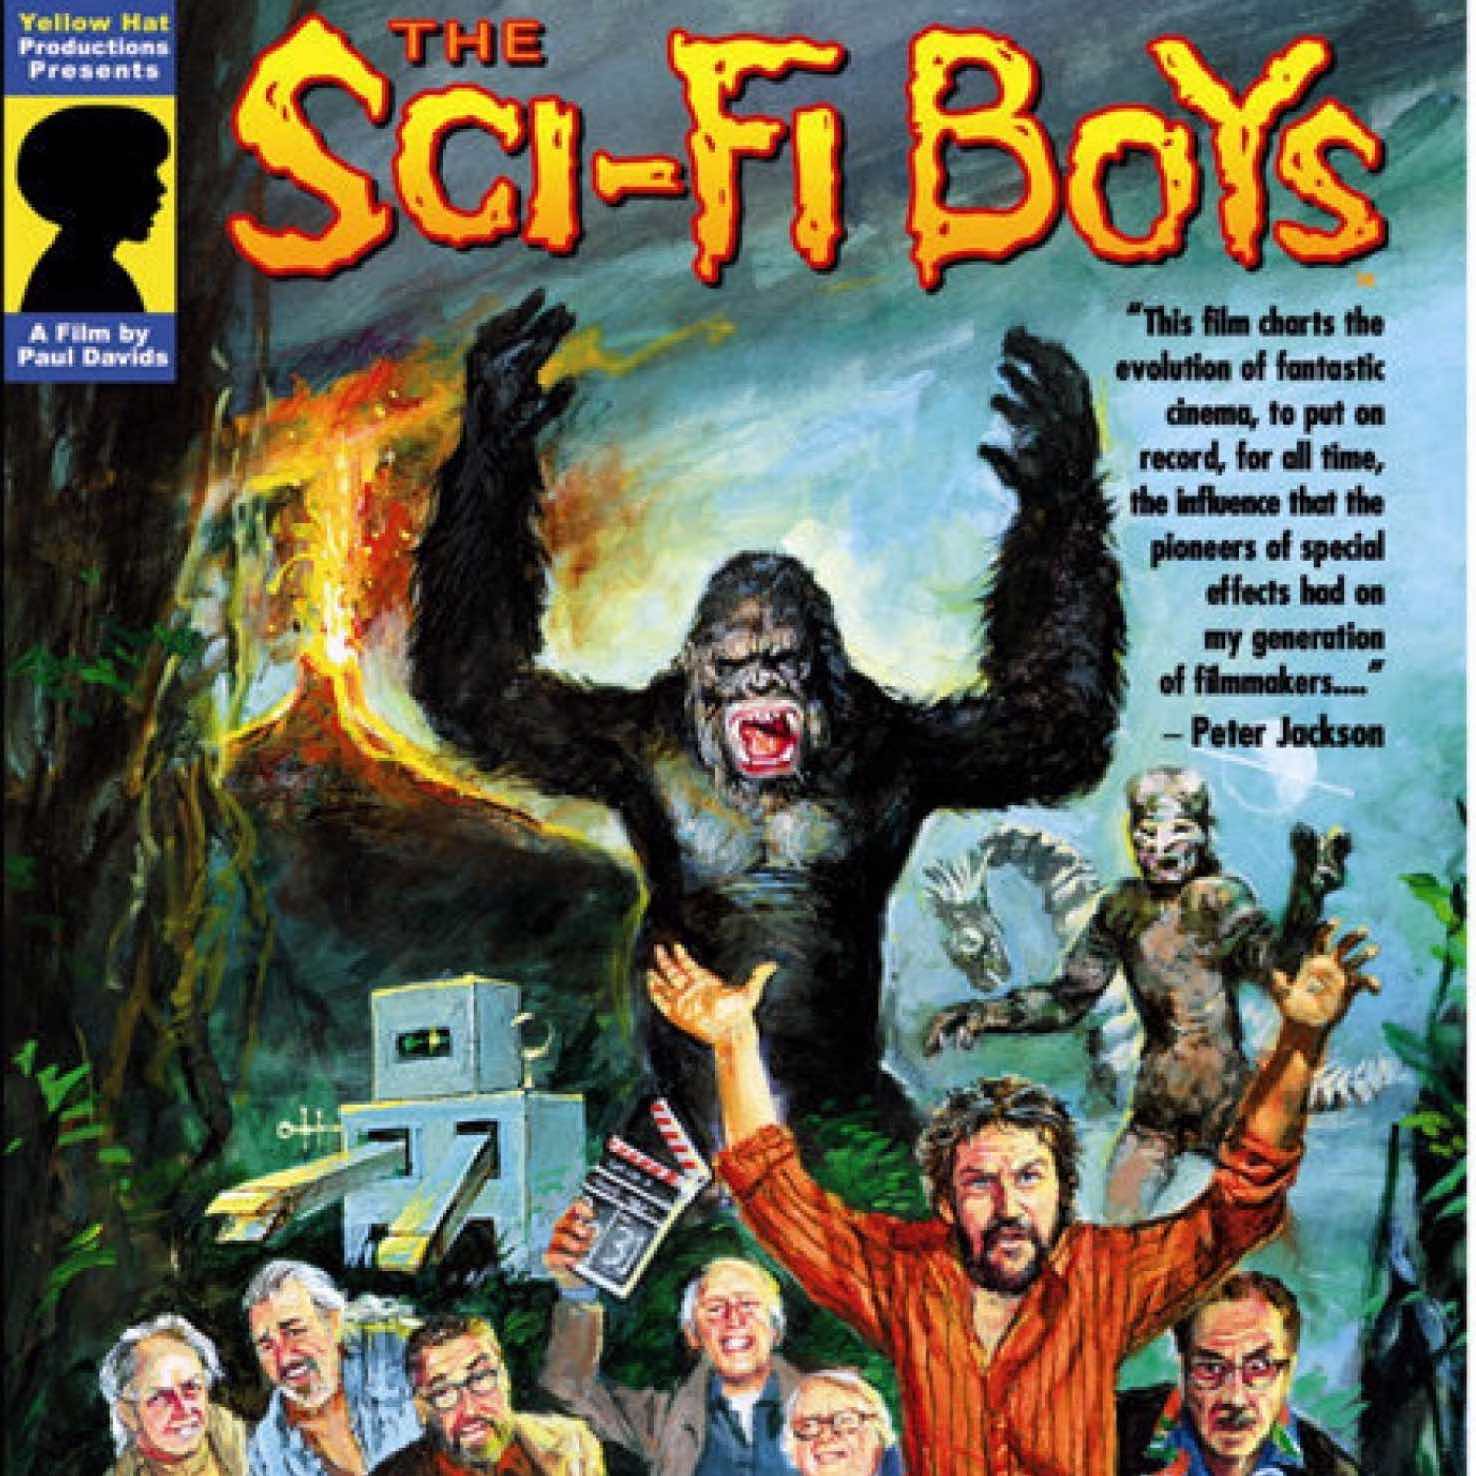 Yellow Hat
Productions
Presents
A Film by
Paul Davids
THE
SCI-FI BOYS
"This film charts the
evolution of fantastic
cinema, to put on
record, for all time,
the influence that the
pioneers of special
effects had on
my generation
of filmmakers...."
– Peter Jackson
3